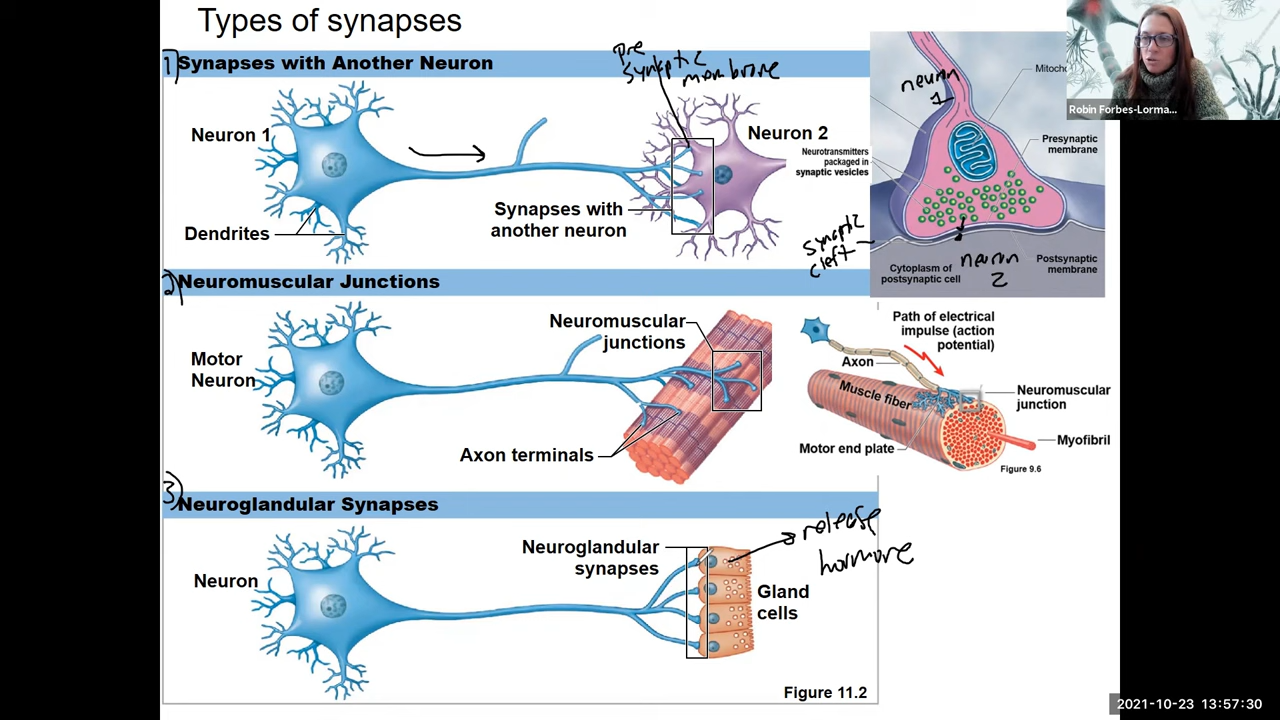 Types of synapses
1)
Synapses with Another Neuron
Pre
synaptic
membrane
Neuron 1
Neuron 2
Synapses with
another neuron
Dendrites
neuron
1
Mitoch
Robin Forbes-Lorma...
Neurotransmitters
packaged in
synaptic vesicles
Presynaptic
membrane
synaptic
cleft
neuron
2
Cytoplasm of
postsynaptic cell
Postsynaptic
membrane
2)
Neuromuscular Junctions
Motor
Neuron
Neuromuscular
junctions
Axon terminals
Path of electrical
impulse (action
potential)
Axon
Muscle fiber
Neuromuscular
junction
Motor end plate
Myofibril
Figure 9.6
3)
Neuroglandular Synapses
Neuron
Neuroglandular
synapses
Gland
cells
release
hormone
Figure 11.2
2021-10-23 13:57:30